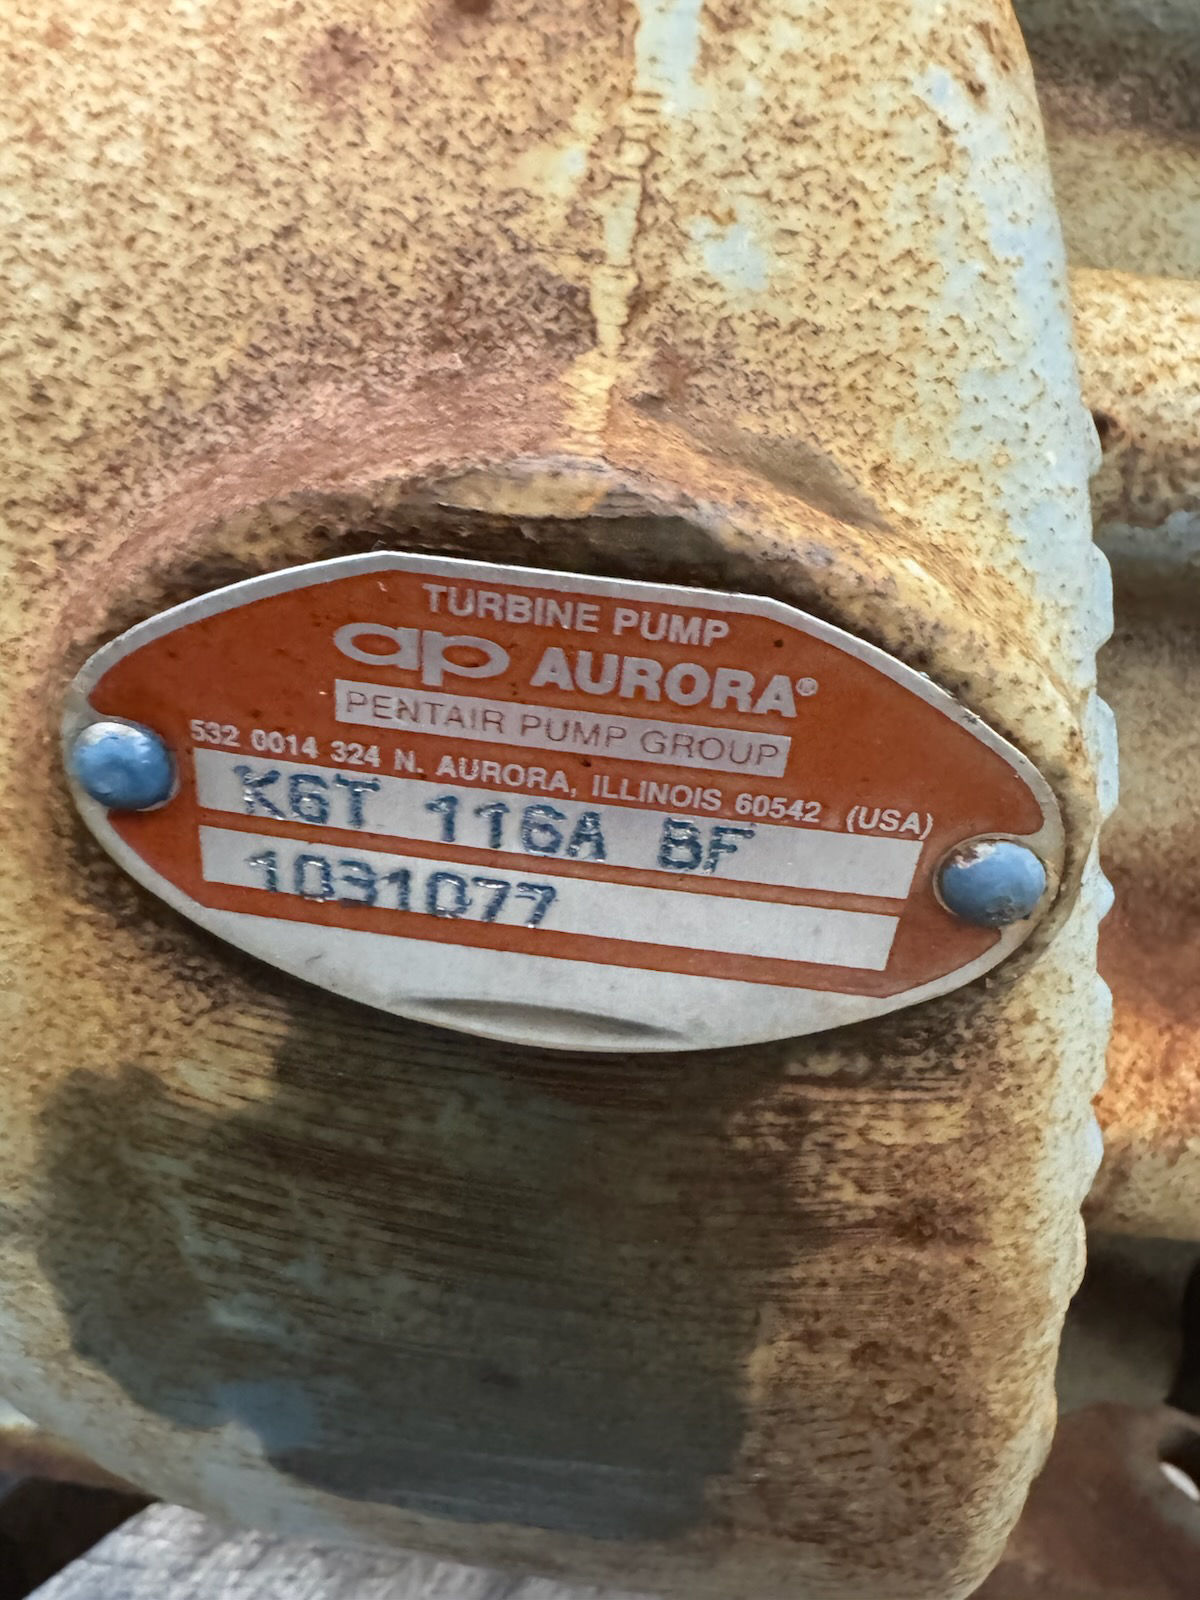 TURBINE PUMP
ap AURORA®
PENTAIR PUMP GROUP
532 0014 324 N. AURORA, ILLINOIS 60542 (USA)
K6T 116A BF
1031077